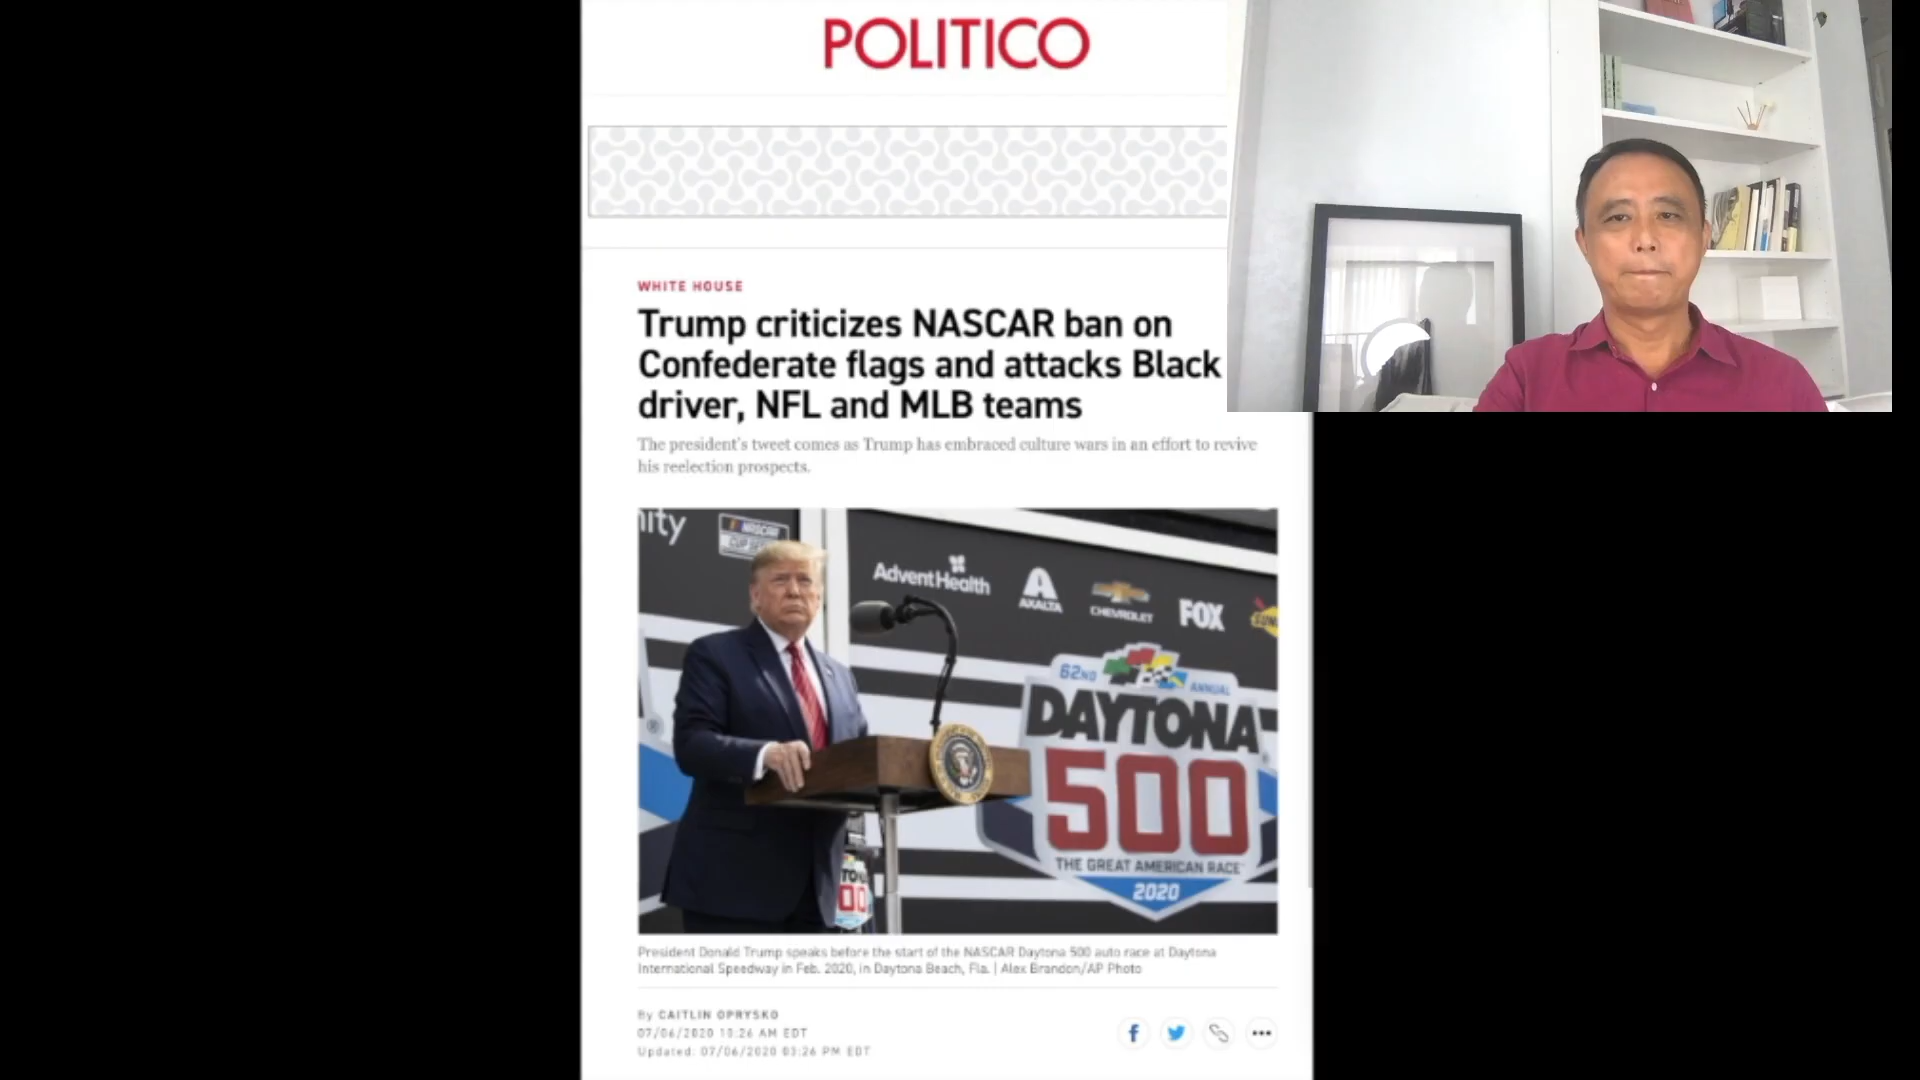 POLITICO
WHITE HOUSE
Trump criticizes NASCAR ban on
Confederate flags and attacks Black
driver, NFL and MLB teams
The president's tweet comes as Trump has embraced culture wars in an effort to revive
his reelection prospects.
nity
NASCAR
AdventHealth
AXALTA
CHEVROLET
FOX
62ND
ANNUAL
DAYTONA
500
THE GREAT AMERICAN RACE
2020
President Donald Trump speaks before the start of the NASCAR Daytona 500 auto race at Daytona
International Speedway in Feb. 2020, in Daytona Beach, Fla. | Alex Brandon/AP Photo
By CAITLIN OPRYSKO
07/06/2020 10:26 AM EDT
Updated: 07/06/2020 03:26 PM EDT